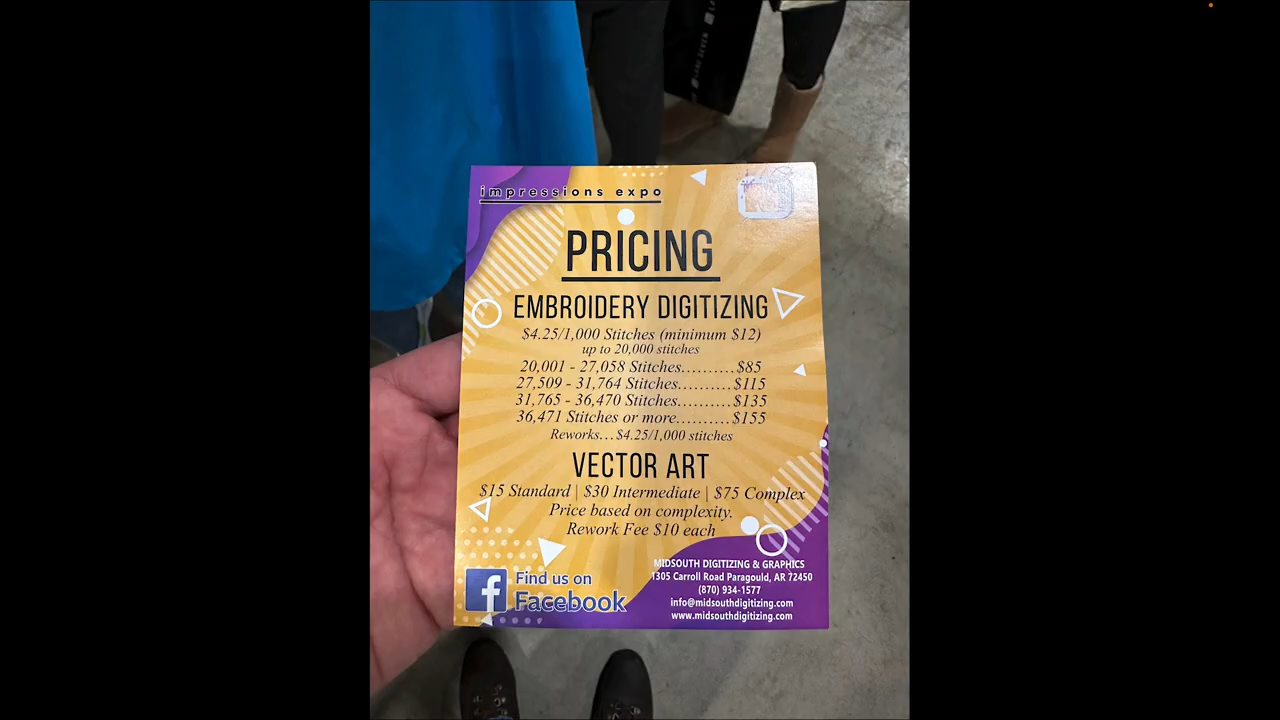 impressions expo
PRICING
EMBROIDERY DIGITIZING
$4.25/1,000 Stitches (minimum $12)
up to 20,000 stitches
20,001 - 27,058 Stitches..........$85
27,509 - 31,764 Stitches..........$115
31,765 - 36,470 Stitches..........$135
36,471 Stitches or more.........$155
Reworks...$4.25/1,000 stitches
VECTOR ART
$15 Standard | $30 Intermediate | $75 Complex
Price based on complexity.
Rework Fee $10 each
Find us on
Facebook
MIDSOUTH DIGITIZING & GRAPHICS
1305 Carroll Road Paragould, AR 72450
(870) 934-1577
info@midsouthdigitizing.com
www.midsouthdigitizing.com